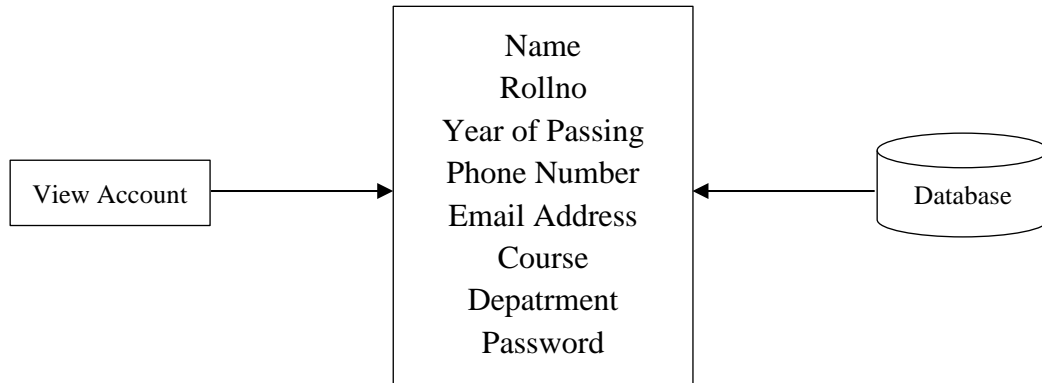 View Account
Name
Rollno
Year of Passing
Phone Number
Email Address
Course
Depatrment
Password
Database